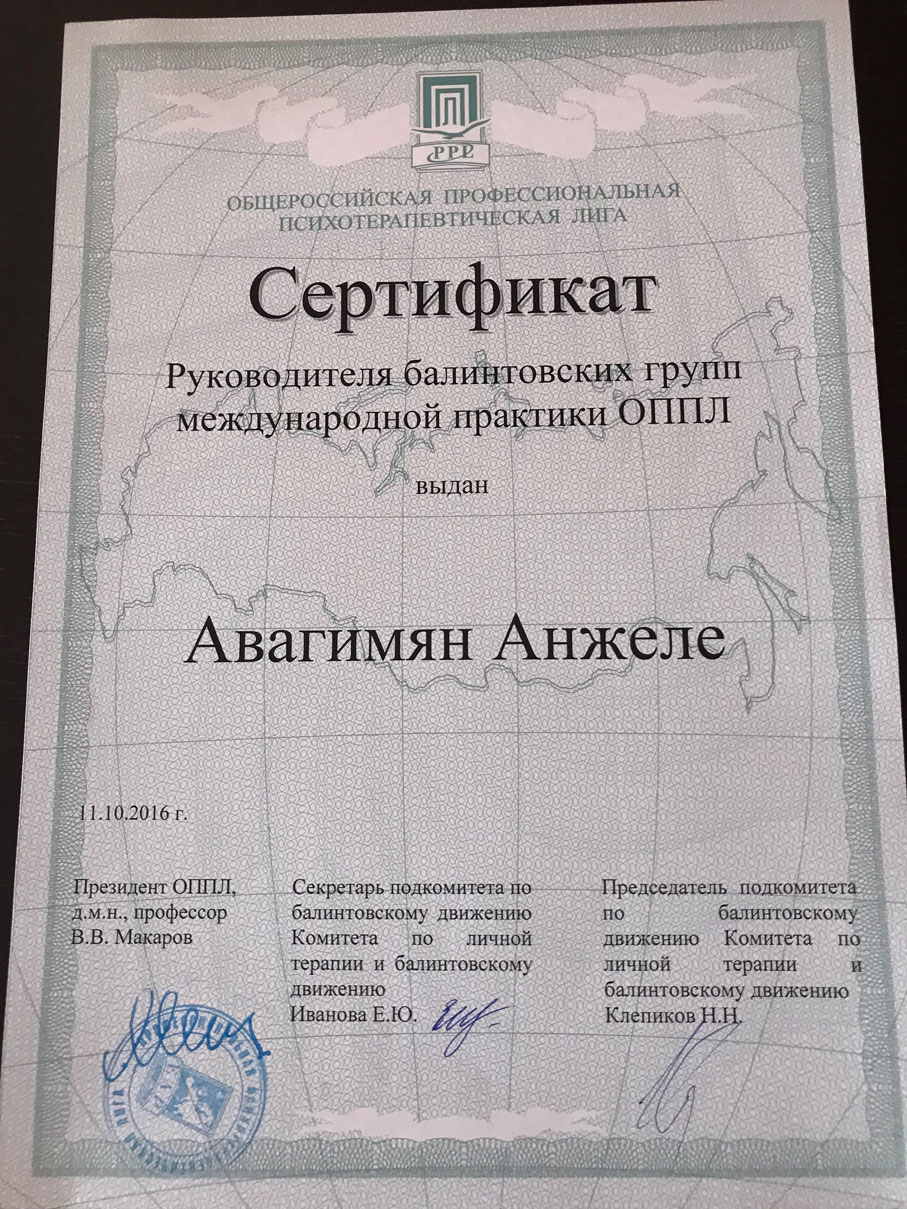 РРL
ОБЩЕРОССИЙСКАЯ ПРОФЕССИОНАЛЬНАЯ
ПСИХОТЕРАПЕВТИЧЕСКАЯ ЛИГА
Сертификат
Руководителя балинтовских групп
международной практики ОППЛ
выдан
Авагимян Анжеле
11.10.2016 г.
Президент ОППЛ,
д.м.н., профессор
В.В. Макаров
Секретарь подкомитета по
балинтовскому движению
Комитета по личной
терапии и балинтовскому
движению
Иванова Е.Ю.
Председатель подкомитета
по балинтовскому
движению Комитета по
личной терапии и
балинтовскому движению
Клепиков Н.Н.